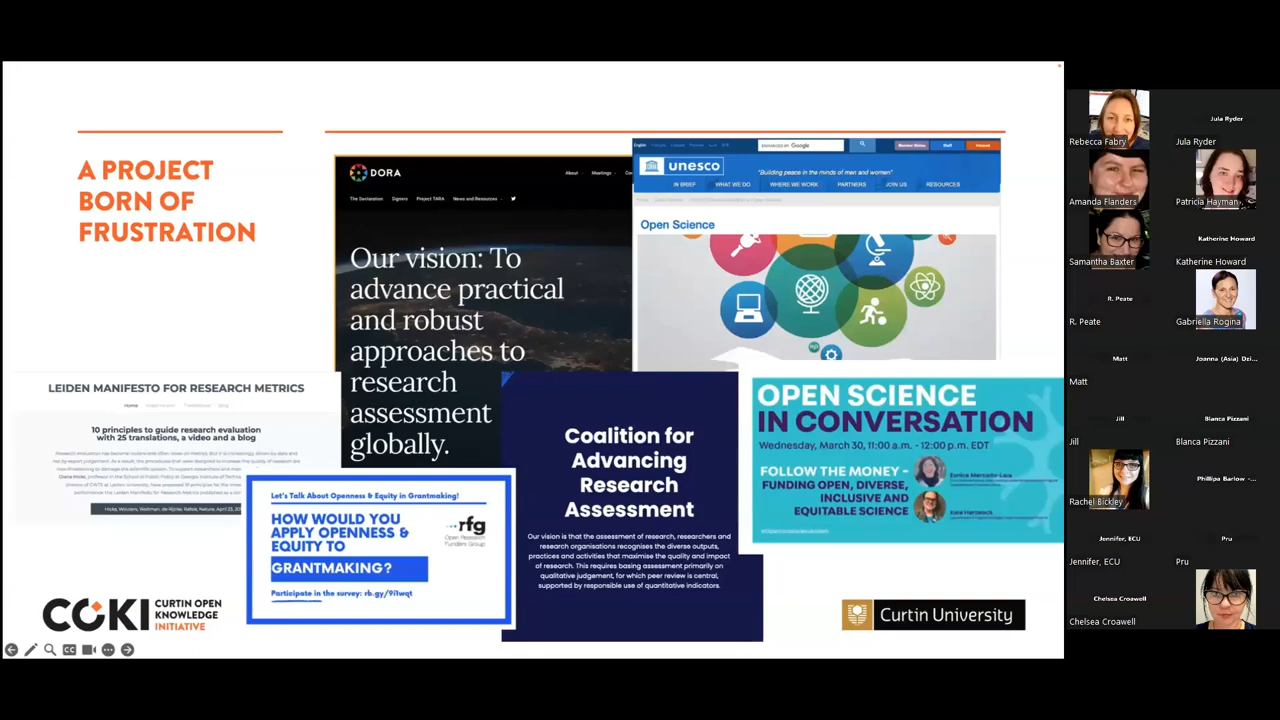 A PROJECT
BORN OF
FRUSTRATION
DORA
About
Meetings
The Declaration
Signers
Project TARA
News and Resources
Our vision: To
advance practical
and robust
approaches to
research
assessment
globally.
English
Google
unesco
"Building peace in the minds of men and women"
IN BRIEF
WHAT WE DO
WHERE WE WORK
PARTNERS
JOIN US
RESOURCES
Open Science
LEIDEN MANIFESTO FOR RESEARCH METRICS
Home
Blog
10 principles to guide research evaluation
with 25 translations, a video and a blog
Let's Talk About Openness & Equity in Grantmaking!
HOW WOULD YOU
APPLY OPENNESS &
EQUITY TO
GRANTMAKING?
rfg
Open Research
Funders Group
Participate in the survey: rb.gy/9i1wqt
Coalition for
Advancing
Research
Assessment
Our vision is that the assessment of research, researchers and
research organisations recognises the diverse outputs,
practices and activities that maximise the quality and impact
of research. This requires basing assessment primarily on
qualitative judgement, for which peer review is central,
supported by responsible use of quantitative indicators.
OPEN SCIENCE
IN CONVERSATION
Wednesday, March 30, 11:00 a.m. - 12:00 p.m. EDT
FOLLOW THE MONEY -
FUNDING OPEN, DIVERSE,
INCLUSIVE AND
EQUITABLE SCIENCE
COKI
CURTIN OPEN
KNOWLEDGE
INITIATIVE
Curtin University
CC
Rebecca Fabry
Jula Ryder
Jula Ryder
Amanda Flanders
Patricia Hayman
Samantha Baxter
Katherine Howard
Katherine Howard
R. Peate
R. Peate
Gabriella Rogina
Matt
Joanna (Asia) Dzi...
Matt
Jill
Blanca Pizzani
Jill
Blanca Pizzani
Rachel Bickley
Phillipa Barlow -...
Jennifer, ECU
Pru
Jennifer, ECU
Pru
Chelsea Croawell
Chelsea Croawell